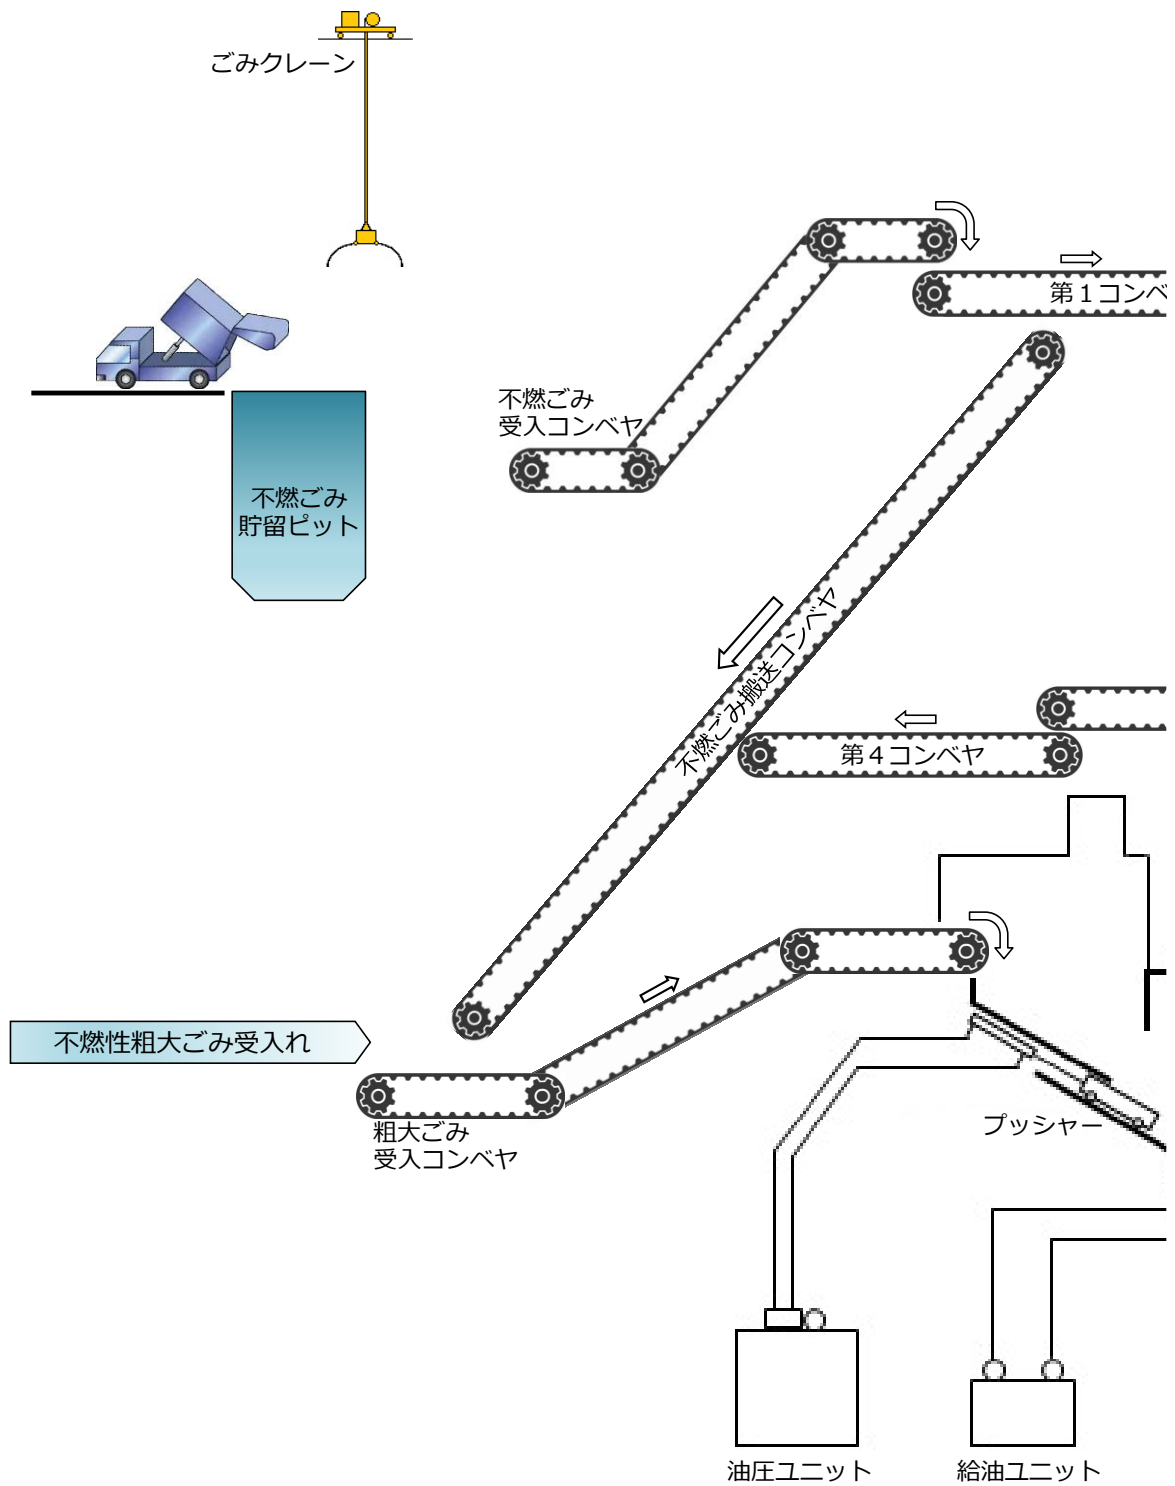 ごみクレーン
第１コンベ
不燃ごみ
受入コンベヤ
不燃ごみ
貯留ピット
不燃ごみ搬送コンベヤ
第４コンベヤ
不燃性粗大ごみ受入れ
粗大ごみ
受入コンベヤ
プッシャー
油圧ユニット
給油ユニット